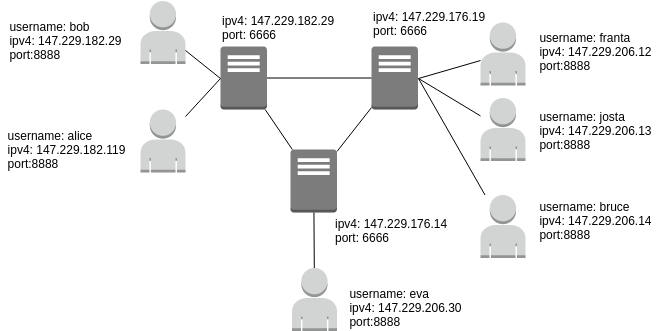 username: bob
ipv4: 147.229.182.29
port:8888
ipv4: 147.229.182.29
port: 6666
ipv4: 147.229.176.19
port: 6666
username: franta
ipv4: 147.229.206.12
port:8888
username: josta
ipv4: 147.229.206.13
port:8888
username: alice
ipv4: 147.229.182.119
port:8888
username: bruce
ipv4: 147.229.206.14
port:8888
ipv4: 147.229.176.14
port: 6666
username: eva
ipv4: 147.229.206.30
port:8888